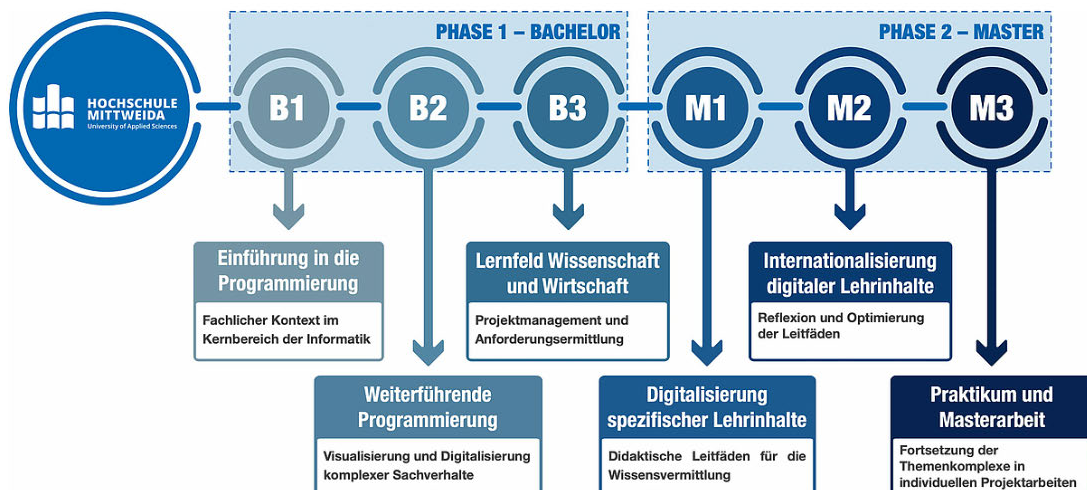 PHASE 1 – BACHELOR
PHASE 2 – MASTER
HOCHSCHULE
MITTWEIDA
University of Applied Sciences
B1
B2
B3
M1
M2
M3
Einführung in die
Programmierung
Fachlicher Kontext im
Kernbereich der Informatik
Lernfeld Wissenschaft
und Wirtschaft
Projektmanagement und
Anforderungsermittlung
Internationalisierung
digitaler Lehrinhalte
Reflexion und Optimierung
der Leitfäden
Weiterführende
Programmierung
Visualisierung und Digitalisierung
komplexer Sachverhalte
Digitalisierung
spezifischer Lehrinhalte
Didaktische Leitfäden für die
Wissensvermittlung
Praktikum und
Masterarbeit
Fortsetzung der
Themenkomplexe in
individuellen Projektarbeiten